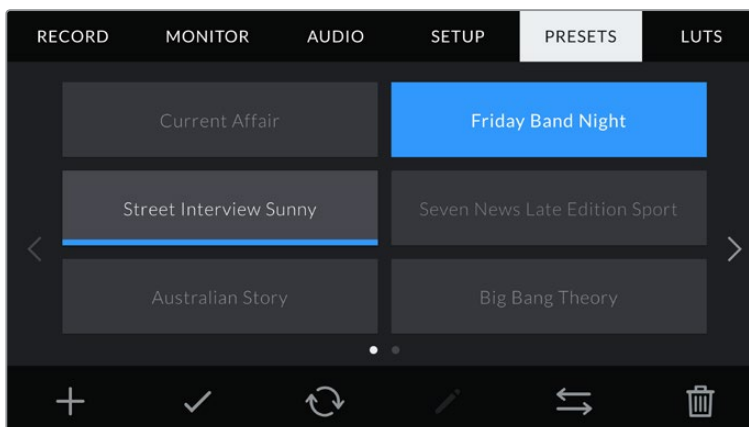 RECORD MONITOR AUDIO SETUP PRESETS LUTS
Current Affair Friday Band Night
Street Interview Sunny Seven News Late Edition Sport
Australian Story Big Bang Theory